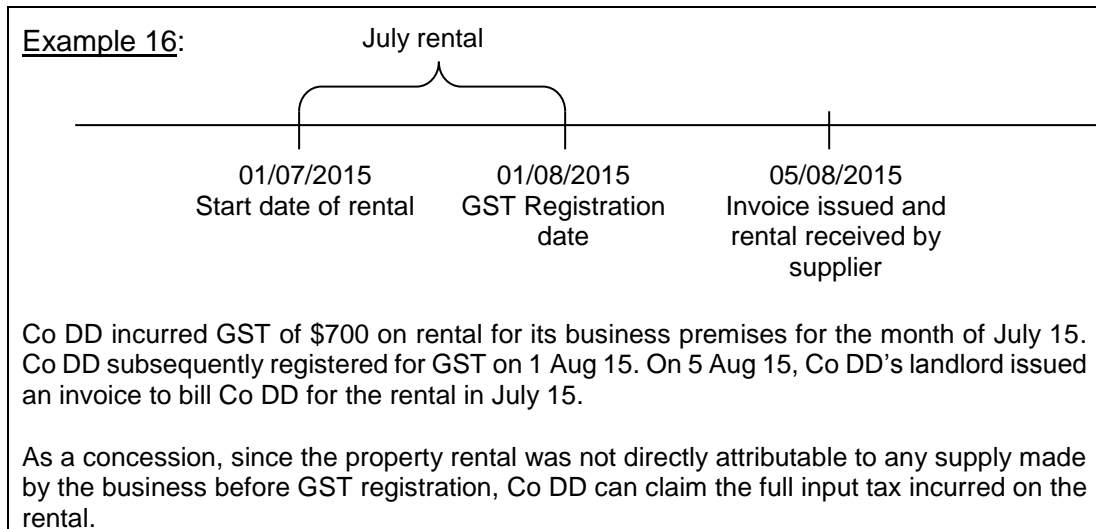 Example 16:
July rental
01/07/2015
Start date of rental
01/08/2015
GST Registration
date
05/08/2015
Invoice issued and
rental received by
supplier
Co DD incurred GST of $700 on rental for its business premises for the month of July 15.
Co DD subsequently registered for GST on 1 Aug 15. On 5 Aug 15, Co DD's landlord issued
an invoice to bill Co DD for the rental in July 15.
As a concession, since the property rental was not directly attributable to any supply made
by the business before GST registration, Co DD can claim the full input tax incurred on the
rental.